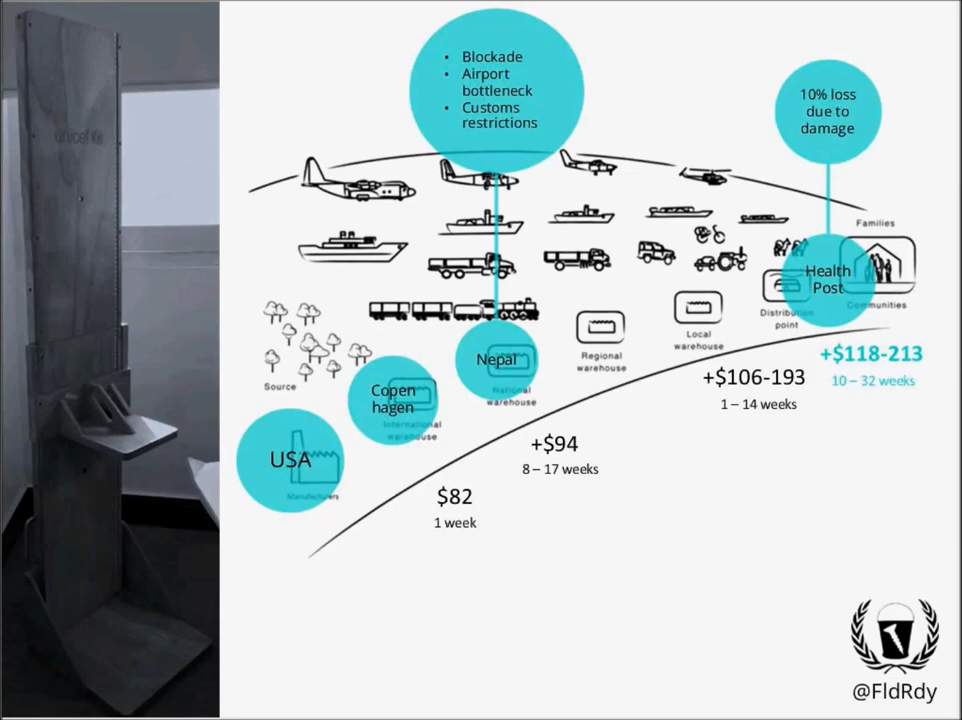 unicef
• Blockade
• Airport
bottleneck
• Customs
restrictions
10% loss
due to
damage
Families
Health
Post
Communities
Distribution
point
Local
warehouse
Regional
warehouse
Nepal
National
warehouse
Source
Copen
hagen
International
warehouse
USA
Manufacturers
+$118-213
10 – 32 weeks
+$106-193
1 – 14 weeks
+$94
8 – 17 weeks
$82
1 week
@FldRdy